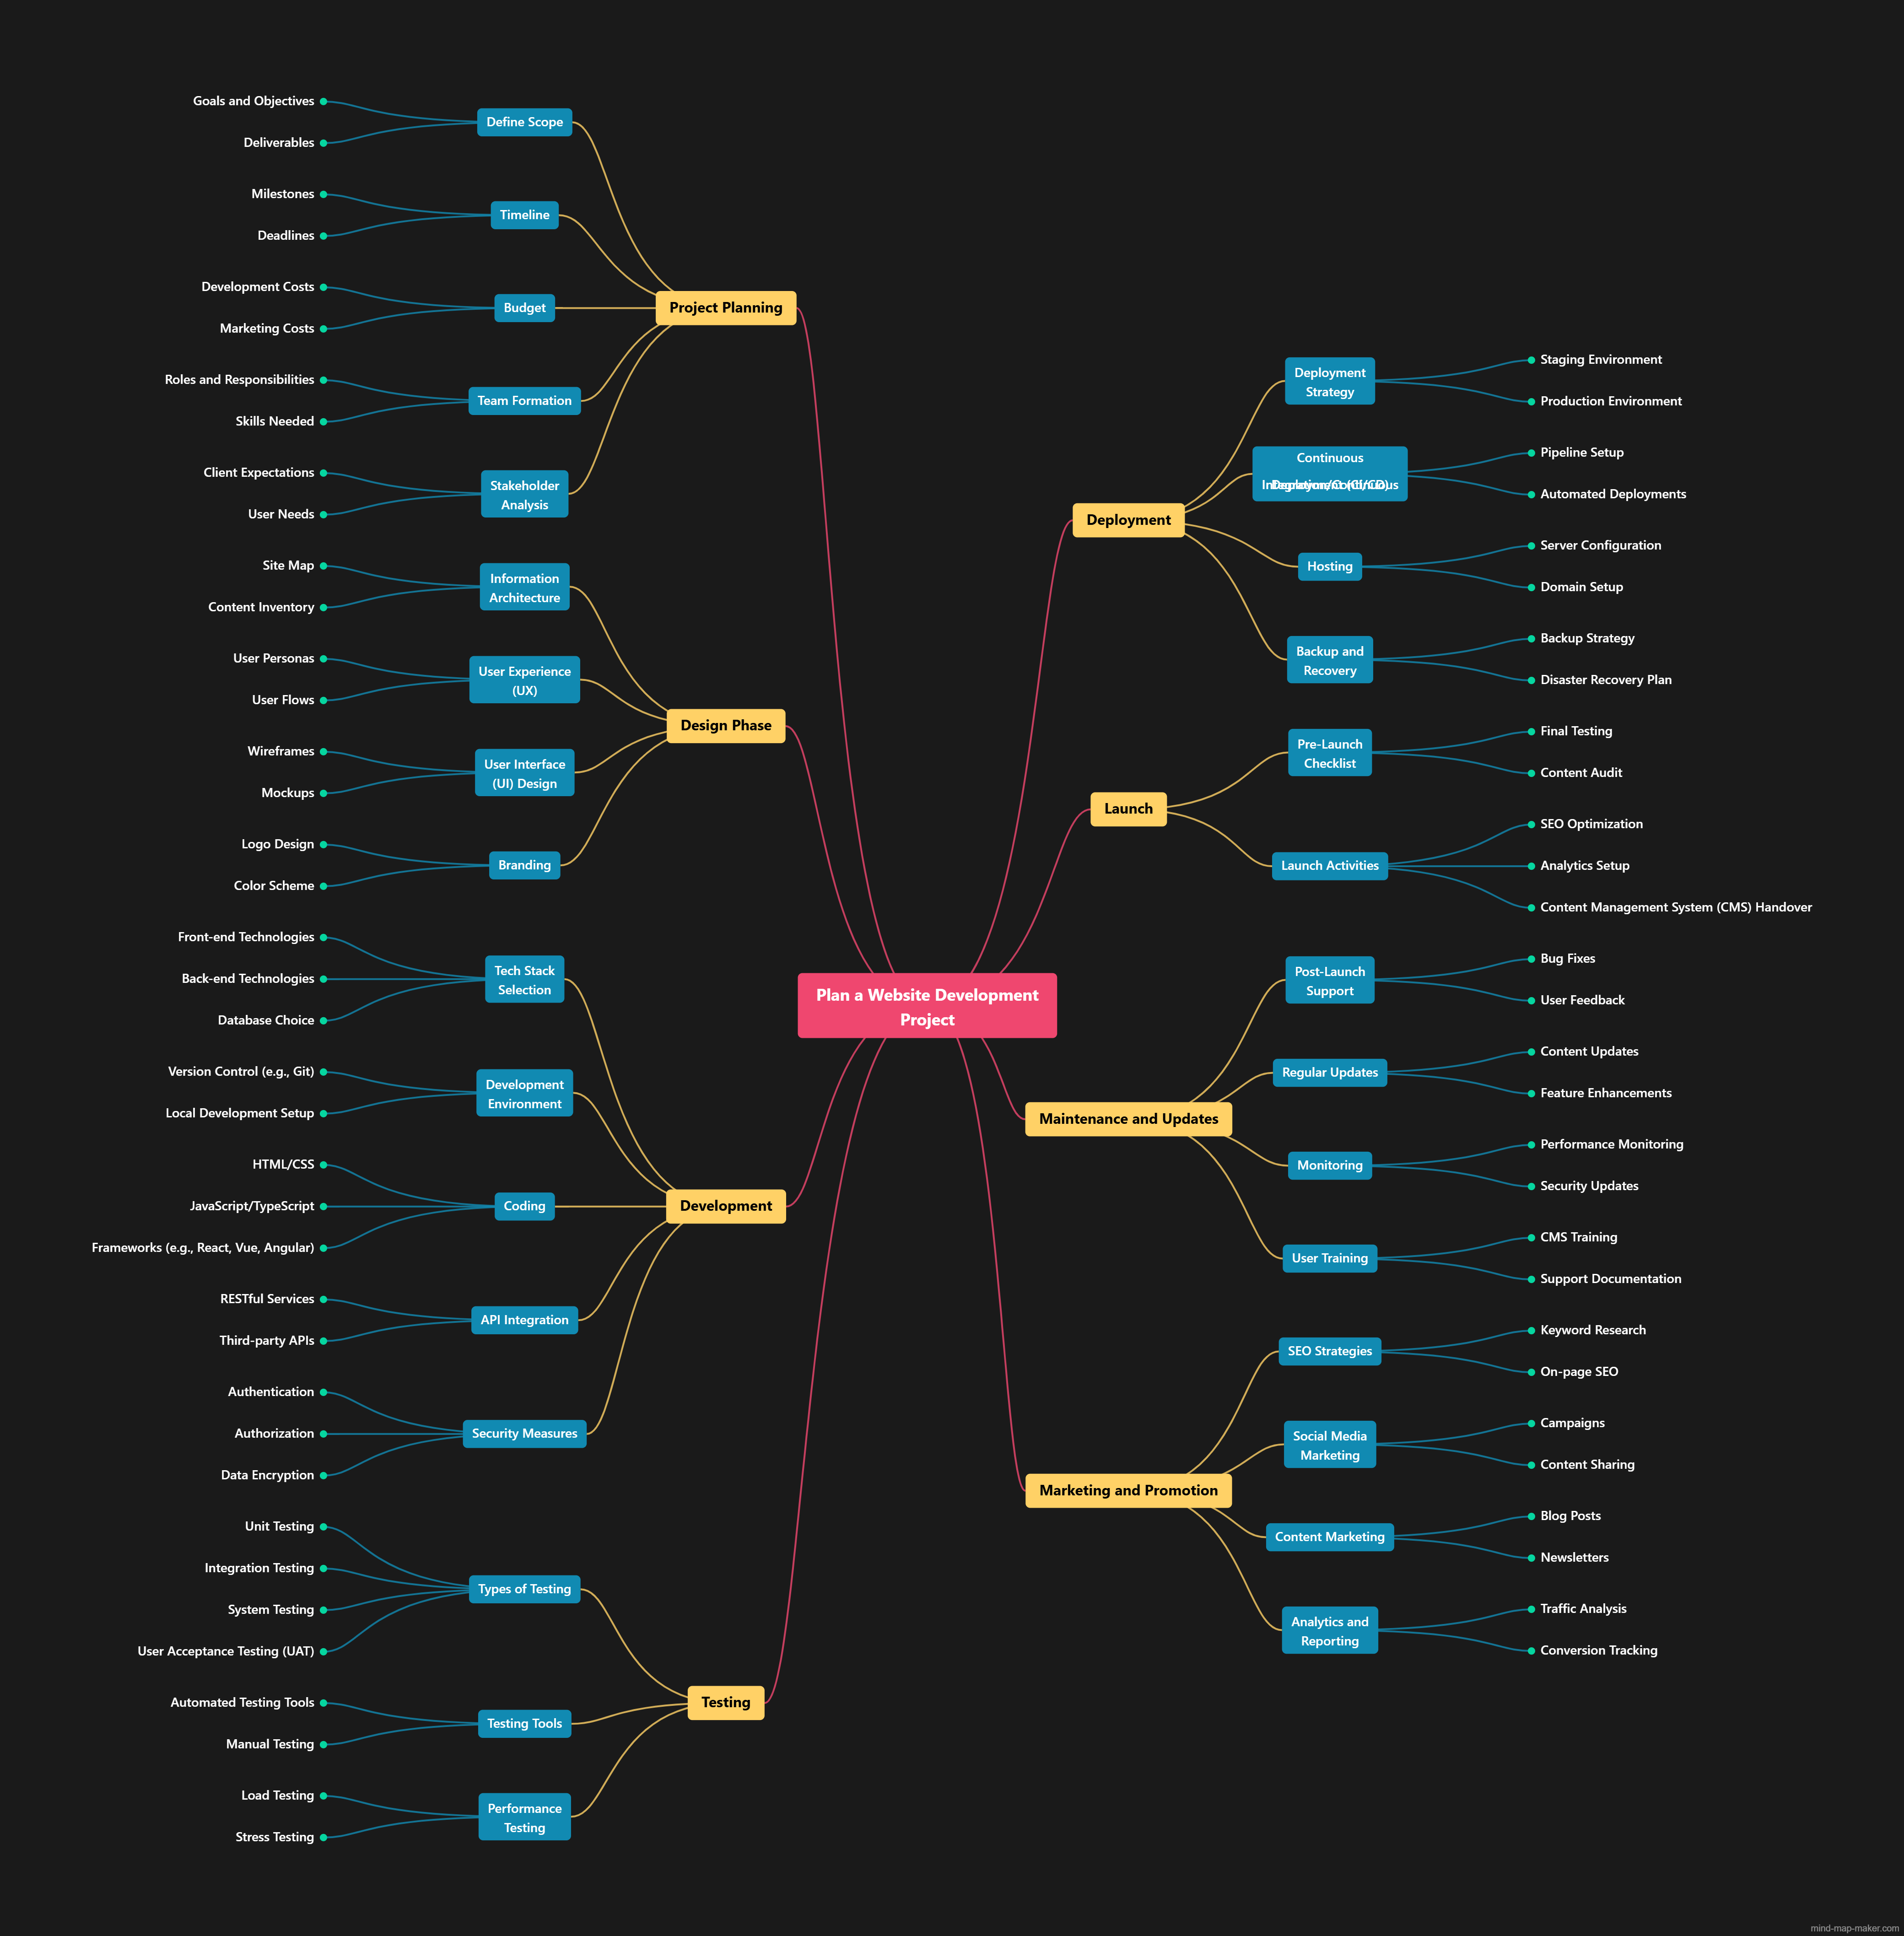 Plan a Website Development
Project
Project Planning
Define Scope
Goals and Objectives
Deliverables
Timeline
Milestones
Deadlines
Budget
Development Costs
Marketing Costs
Team Formation
Roles and Responsibilities
Skills Needed
Stakeholder
Analysis
Client Expectations
User Needs
Design Phase
Information
Architecture
Site Map
Content Inventory
User Experience
(UX)
User Personas
User Flows
User Interface
(UI) Design
Wireframes
Mockups
Branding
Logo Design
Color Scheme
Development
Tech Stack
Selection
Front-end Technologies
Back-end Technologies
Database Choice
Development
Environment
Version Control (e.g., Git)
Local Development Setup
Coding
HTML/CSS
JavaScript/TypeScript
Frameworks (e.g., React, Vue, Angular)
API Integration
RESTful Services
Third-party APIs
Security Measures
Authentication
Authorization
Data Encryption
Testing
Types of Testing
Unit Testing
Integration Testing
System Testing
User Acceptance Testing (UAT)
Testing Tools
Automated Testing Tools
Manual Testing
Performance
Testing
Load Testing
Stress Testing
Deployment
Deployment
Strategy
Staging Environment
Production Environment
Continuous
Integration/Continuous
Deployment (CI/CD)
Pipeline Setup
Automated Deployments
Hosting
Server Configuration
Domain Setup
Backup and
Recovery
Backup Strategy
Disaster Recovery Plan
Launch
Pre-Launch
Checklist
Final Testing
Content Audit
Launch Activities
SEO Optimization
Analytics Setup
Content Management System (CMS) Handover
Maintenance and Updates
Post-Launch
Support
Bug Fixes
User Feedback
Regular Updates
Content Updates
Feature Enhancements
Monitoring
Performance Monitoring
Security Updates
User Training
CMS Training
Support Documentation
Marketing and Promotion
SEO Strategies
Keyword Research
On-page SEO
Social Media
Marketing
Campaigns
Content Sharing
Content Marketing
Blog Posts
Newsletters
Analytics and
Reporting
Traffic Analysis
Conversion Tracking
mind-map-maker.com